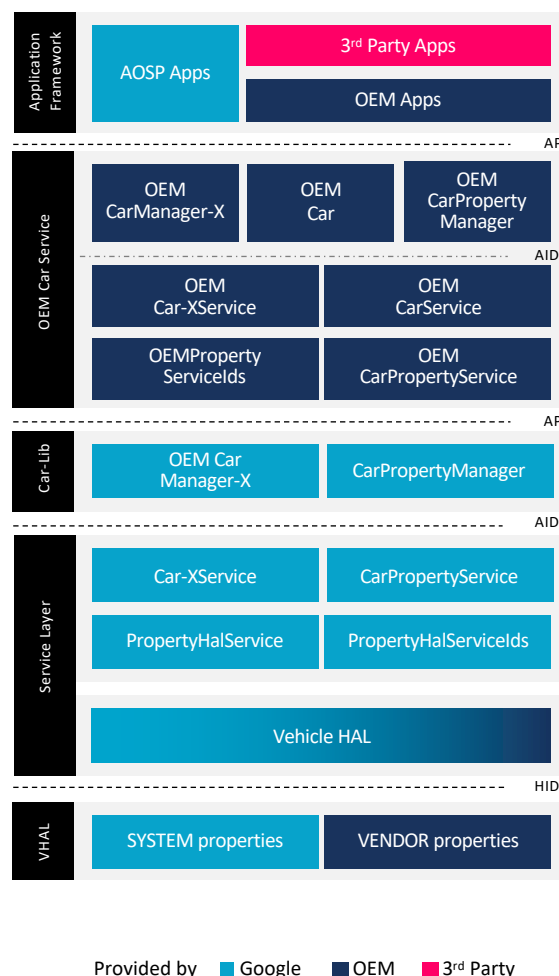 Application
Framework
AOSP Apps
3rd Party Apps
OEM Apps
AP
OEM Car Service
OEM
CarManager-X
OEM
Car
OEM
CarProperty
Manager
AID
OEM
Car-XService
OEM
CarService
OEMProperty
ServiceIds
OEM
CarPropertyService
AP
Car-Lib
OEM Car
Manager-X
CarPropertyManager
AID
Service Layer
Car-XService
CarPropertyService
PropertyHalService
PropertyHalServiceIds
Vehicle HAL
HID
VHAL
SYSTEM properties
VENDOR properties
Provided by Google OEM 3rd Party